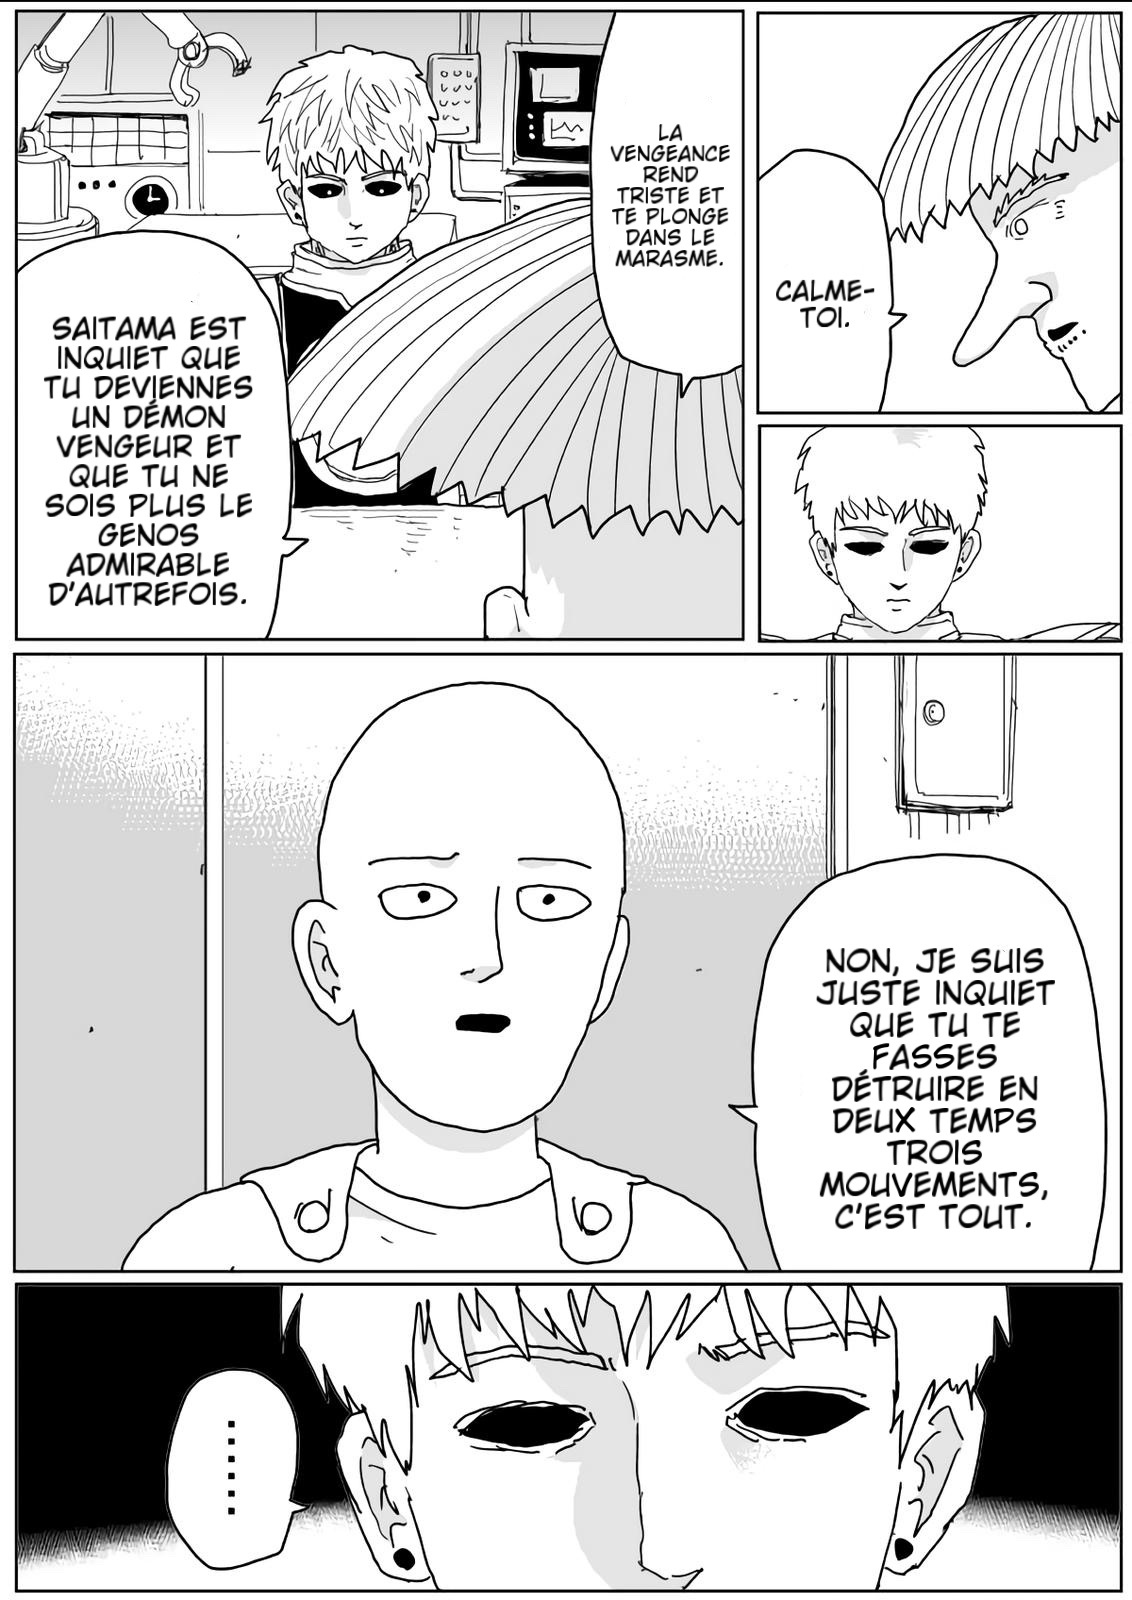 CALME-
TOI.
LA
VENGEANCE
REND
TRISTE ET
TE PLONGE
DANS LE
MARASME.
SAITAMA EST
INQUIET QUE
TU DEVIENNES
UN DÉMON
VENGEUR ET
QUE TU NE
SOIS PLUS LE
GENOS
ADMIRABLE
D'AUTREFOIS.
NON, JE SUIS
JUSTE INQUIET
QUE TU TE
FASSES
DÉTRUIRE EN
DEUX TEMPS
TROIS
MOUVEMENTS,
C'EST TOUT.
......